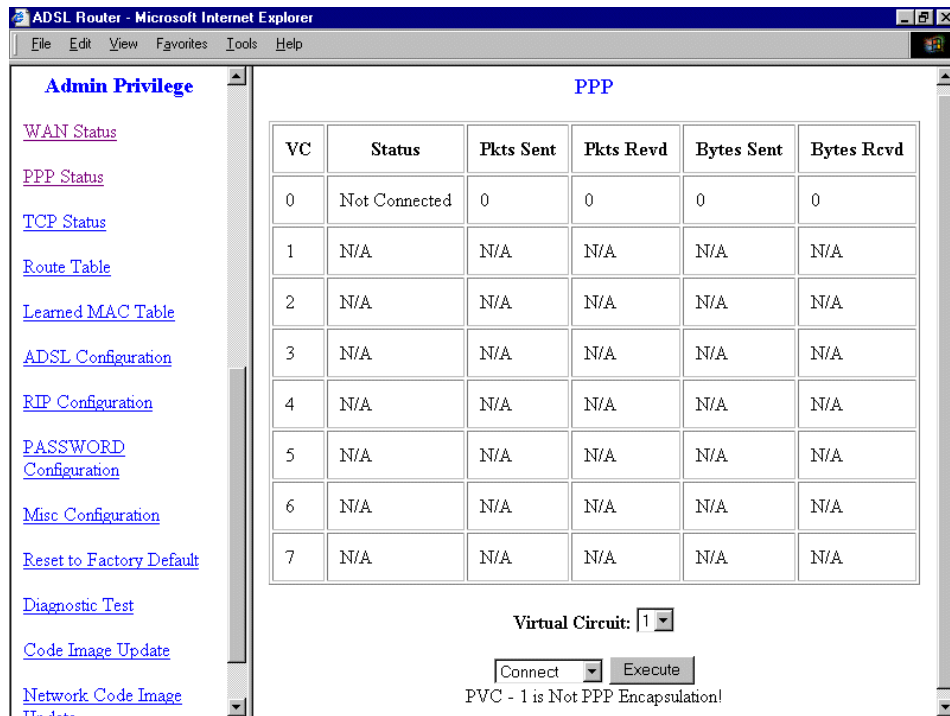 ADSL Router - Microsoft Internet Explorer
File Edit View Favorites Tools Help
Admin Privilege
WAN Status
PPP Status
TCP Status
Route Table
Learned MAC Table
ADSL Configuration
RIP Configuration
PASSWORD
Configuration
Misc Configuration
Reset to Factory Default
Diagnostic Test
Code Image Update
Network Code Image
Update
PPP
VC Status Pkts Sent Pkts Revd Bytes Sent Bytes Rcvd
0 Not Connected 0 0 0 0
1 N/A N/A N/A N/A N/A
2 N/A N/A N/A N/A N/A
3 N/A N/A N/A N/A N/A
4 N/A N/A N/A N/A N/A
5 N/A N/A N/A N/A N/A
6 N/A N/A N/A N/A N/A
7 N/A N/A N/A N/A N/A
Virtual Circuit: 1
Connect Execute
PVC - 1 is Not PPP Encapsulation!